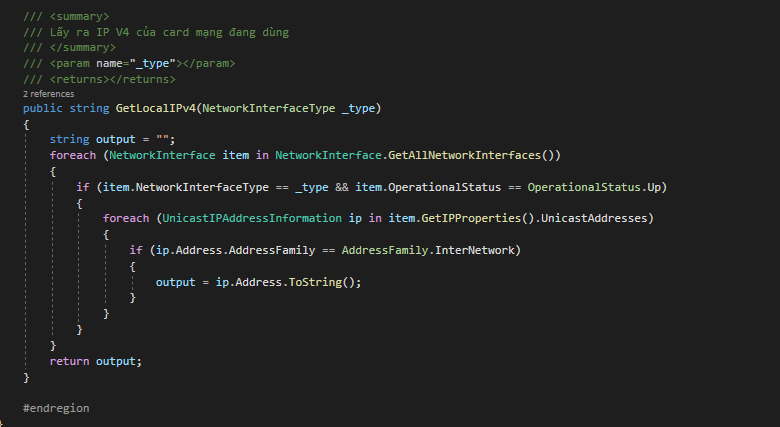 /// <summary>
/// Lấy ra IP V4 của card mạng đang dùng
/// </summary>
/// <param name="_type"></param>
/// <returns></returns>
2 references
public string GetLocalIPv4(NetworkInterfaceType _type)
{
    string output = "";
    foreach (NetworkInterface item in NetworkInterface.GetAllNetworkInterfaces())
    {
        if (item.NetworkInterfaceType == _type && item.OperationalStatus == OperationalStatus.Up)
        {
            foreach (UnicastIPAddressInformation ip in item.GetIPProperties().UnicastAddresses)
            {
                if (ip.Address.AddressFamily == AddressFamily.InterNetwork)
                {
                    output = ip.Address.ToString();
                }
            }
        }
    }
    return output;
}
#endregion
}